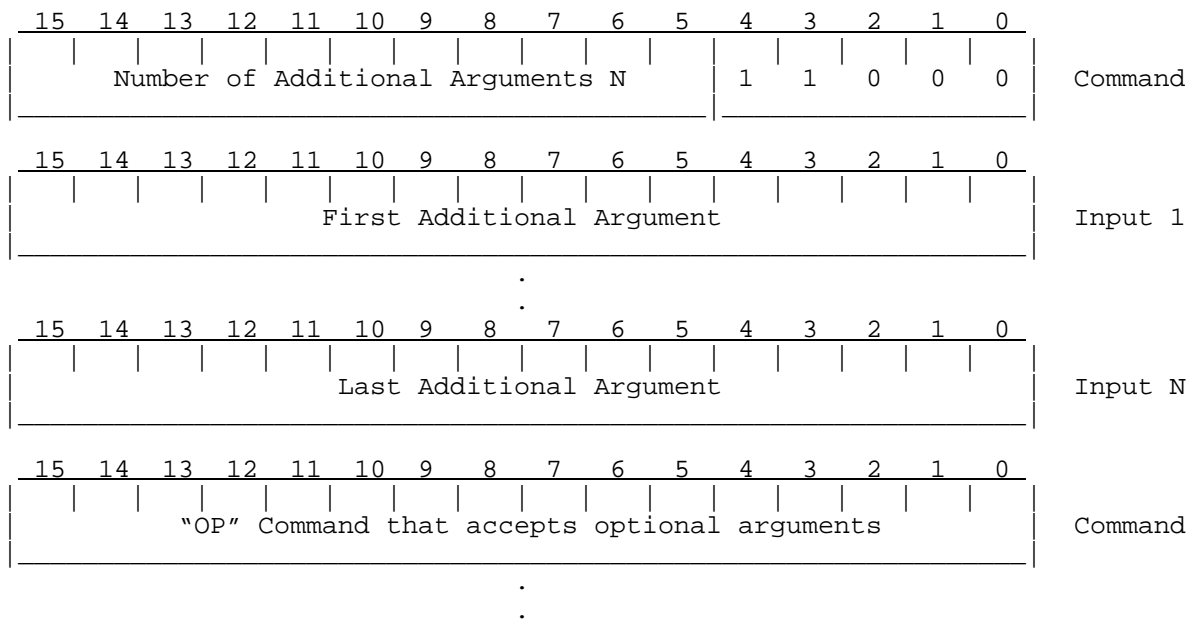 15 14 13 12 11 10 9 8 7 6 5 4 3 2 1 0
Number of Additional Arguments N 1 1 0 0 0 Command
15 14 13 12 11 10 9 8 7 6 5 4 3 2 1 0
First Additional Argument Input 1
.
.
15 14 13 12 11 10 9 8 7 6 5 4 3 2 1 0
Last Additional Argument Input N
15 14 13 12 11 10 9 8 7 6 5 4 3 2 1 0
“OP” Command that accepts optional arguments Command
.
.